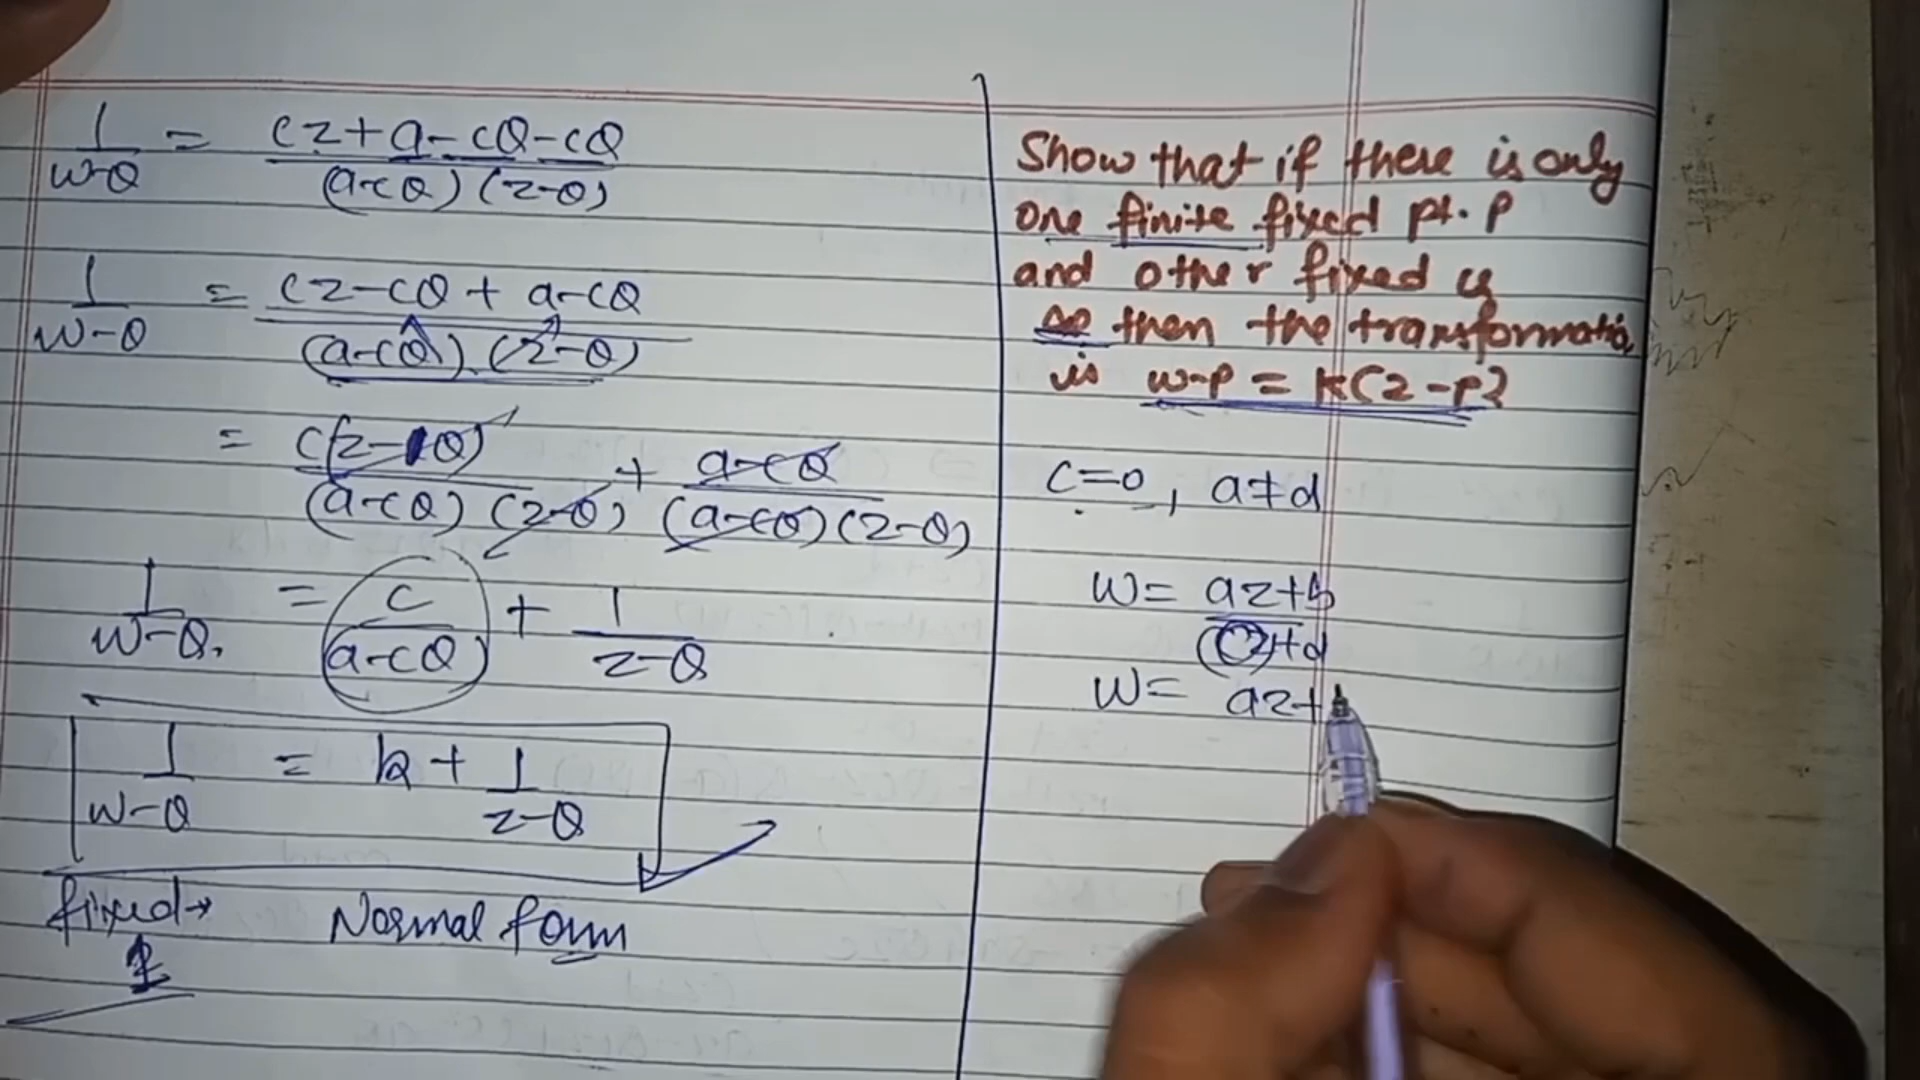 1/(w-Q) = (cz+a-cQ-cQ)/((a-cQ)(z-Q))
1/(w-Q) = (cz-cQ+a-cQ)/((a-cQ)(z-Q))
= c(z-Q)/((a-cQ)(z-Q)) + (a-cQ)/((a-cQ)(z-Q))
1/(w-Q) = c/(a-cQ) + 1/(z-Q)
1/(w-Q) = k + 1/(z-Q)
fixed→ Normal form
1
Show that if there is only
one finite fixed pt. P
and other fixed is
∞ then the transformatio
is w-P = K(z-P)
c=0, a≠d
w= (az+b)/(cz+d)
w= az+